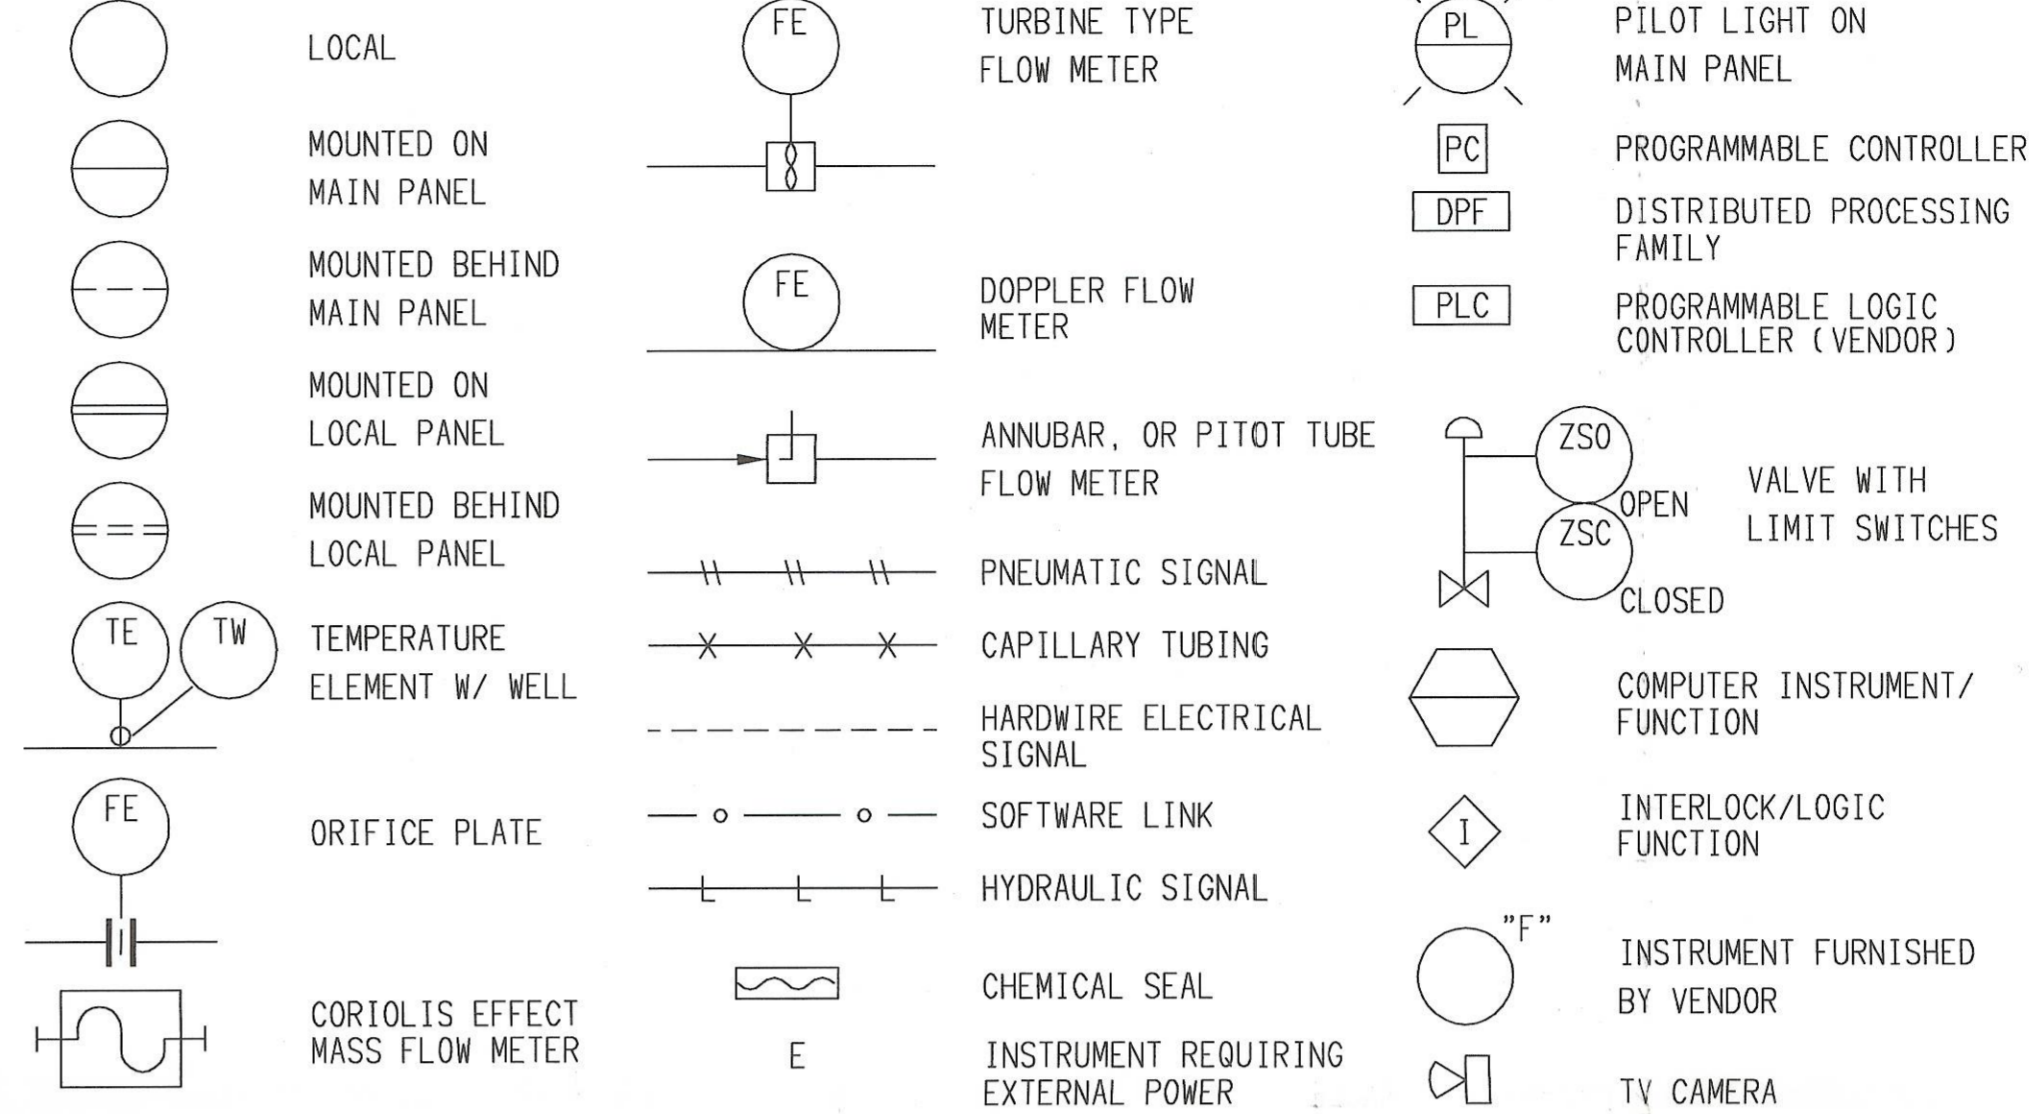 LOCAL
MOUNTED ON
MAIN PANEL
MOUNTED BEHIND
MAIN PANEL
MOUNTED ON
LOCAL PANEL
MOUNTED BEHIND
LOCAL PANEL
TE
TW
TEMPERATURE
ELEMENT W/ WELL
FE
ORIFICE PLATE
CORIOLIS EFFECT
MASS FLOW METER
FE
TURBINE TYPE
FLOW METER
FE
DOPPLER FLOW
METER
ANNUBAR, OR PITOT TUBE
FLOW METER
PNEUMATIC SIGNAL
CAPILLARY TUBING
HARDWIRE ELECTRICAL
SIGNAL
SOFTWARE LINK
HYDRAULIC SIGNAL
CHEMICAL SEAL
E
INSTRUMENT REQUIRING
EXTERNAL POWER
PL
PILOT LIGHT ON
MAIN PANEL
PC
PROGRAMMABLE CONTROLLER
DPF
DISTRIBUTED PROCESSING
FAMILY
PLC
PROGRAMMABLE LOGIC
CONTROLLER (VENDOR)
ZSO
OPEN
ZSC
CLOSED
VALVE WITH
LIMIT SWITCHES
COMPUTER INSTRUMENT/
FUNCTION
I
INTERLOCK/LOGIC
FUNCTION
"F"
INSTRUMENT FURNISHED
BY VENDOR
TV CAMERA